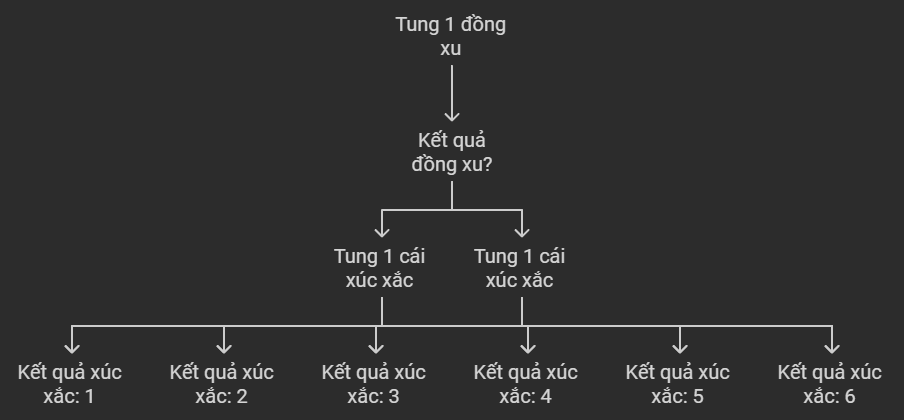 Tung 1 đồng
xu
Kết quả
đồng xu?
Tung 1 cái
xúc xắc
Tung 1 cái
xúc xắc
Kết quả xúc
xắc: 1
Kết quả xúc
xắc: 2
Kết quả xúc
xắc: 3
Kết quả xúc
xắc: 4
Kết quả xúc
xắc: 5
Kết quả xúc
xắc: 6